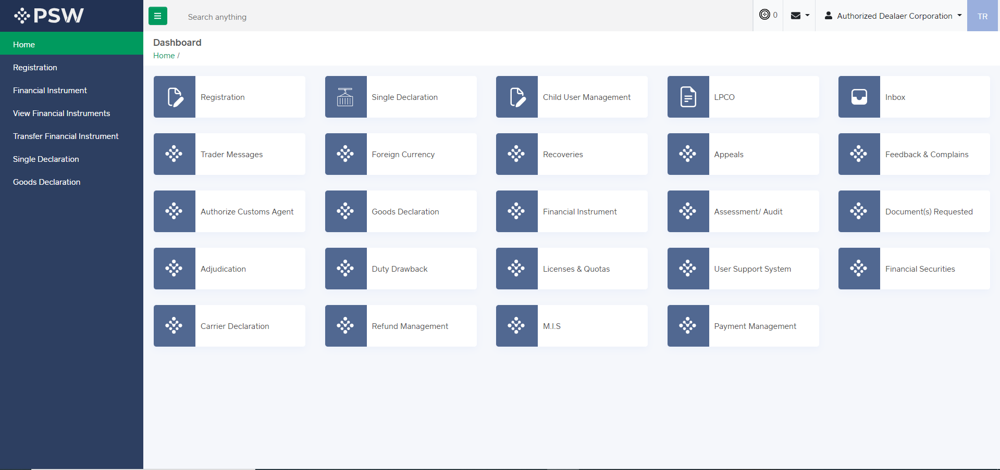 PSW
Search anything
0
Authorized Dealaer Corporation
TR
Home
Registration
Financial Instrument
View Financial Instruments
Transfer Financial Instrument
Single Declaration
Goods Declaration
Dashboard
Home /
Registration
Single Declaration
Child User Management
LPCO
Inbox
Trader Messages
Foreign Currency
Recoveries
Appeals
Feedback & Complains
Authorize Customs Agent
Goods Declaration
Financial Instrument
Assessment/ Audit
Document(s) Requested
Adjudication
Duty Drawback
Licenses & Quotas
User Support System
Financial Securities
Carrier Declaration
Refund Management
M.I.S
Payment Management